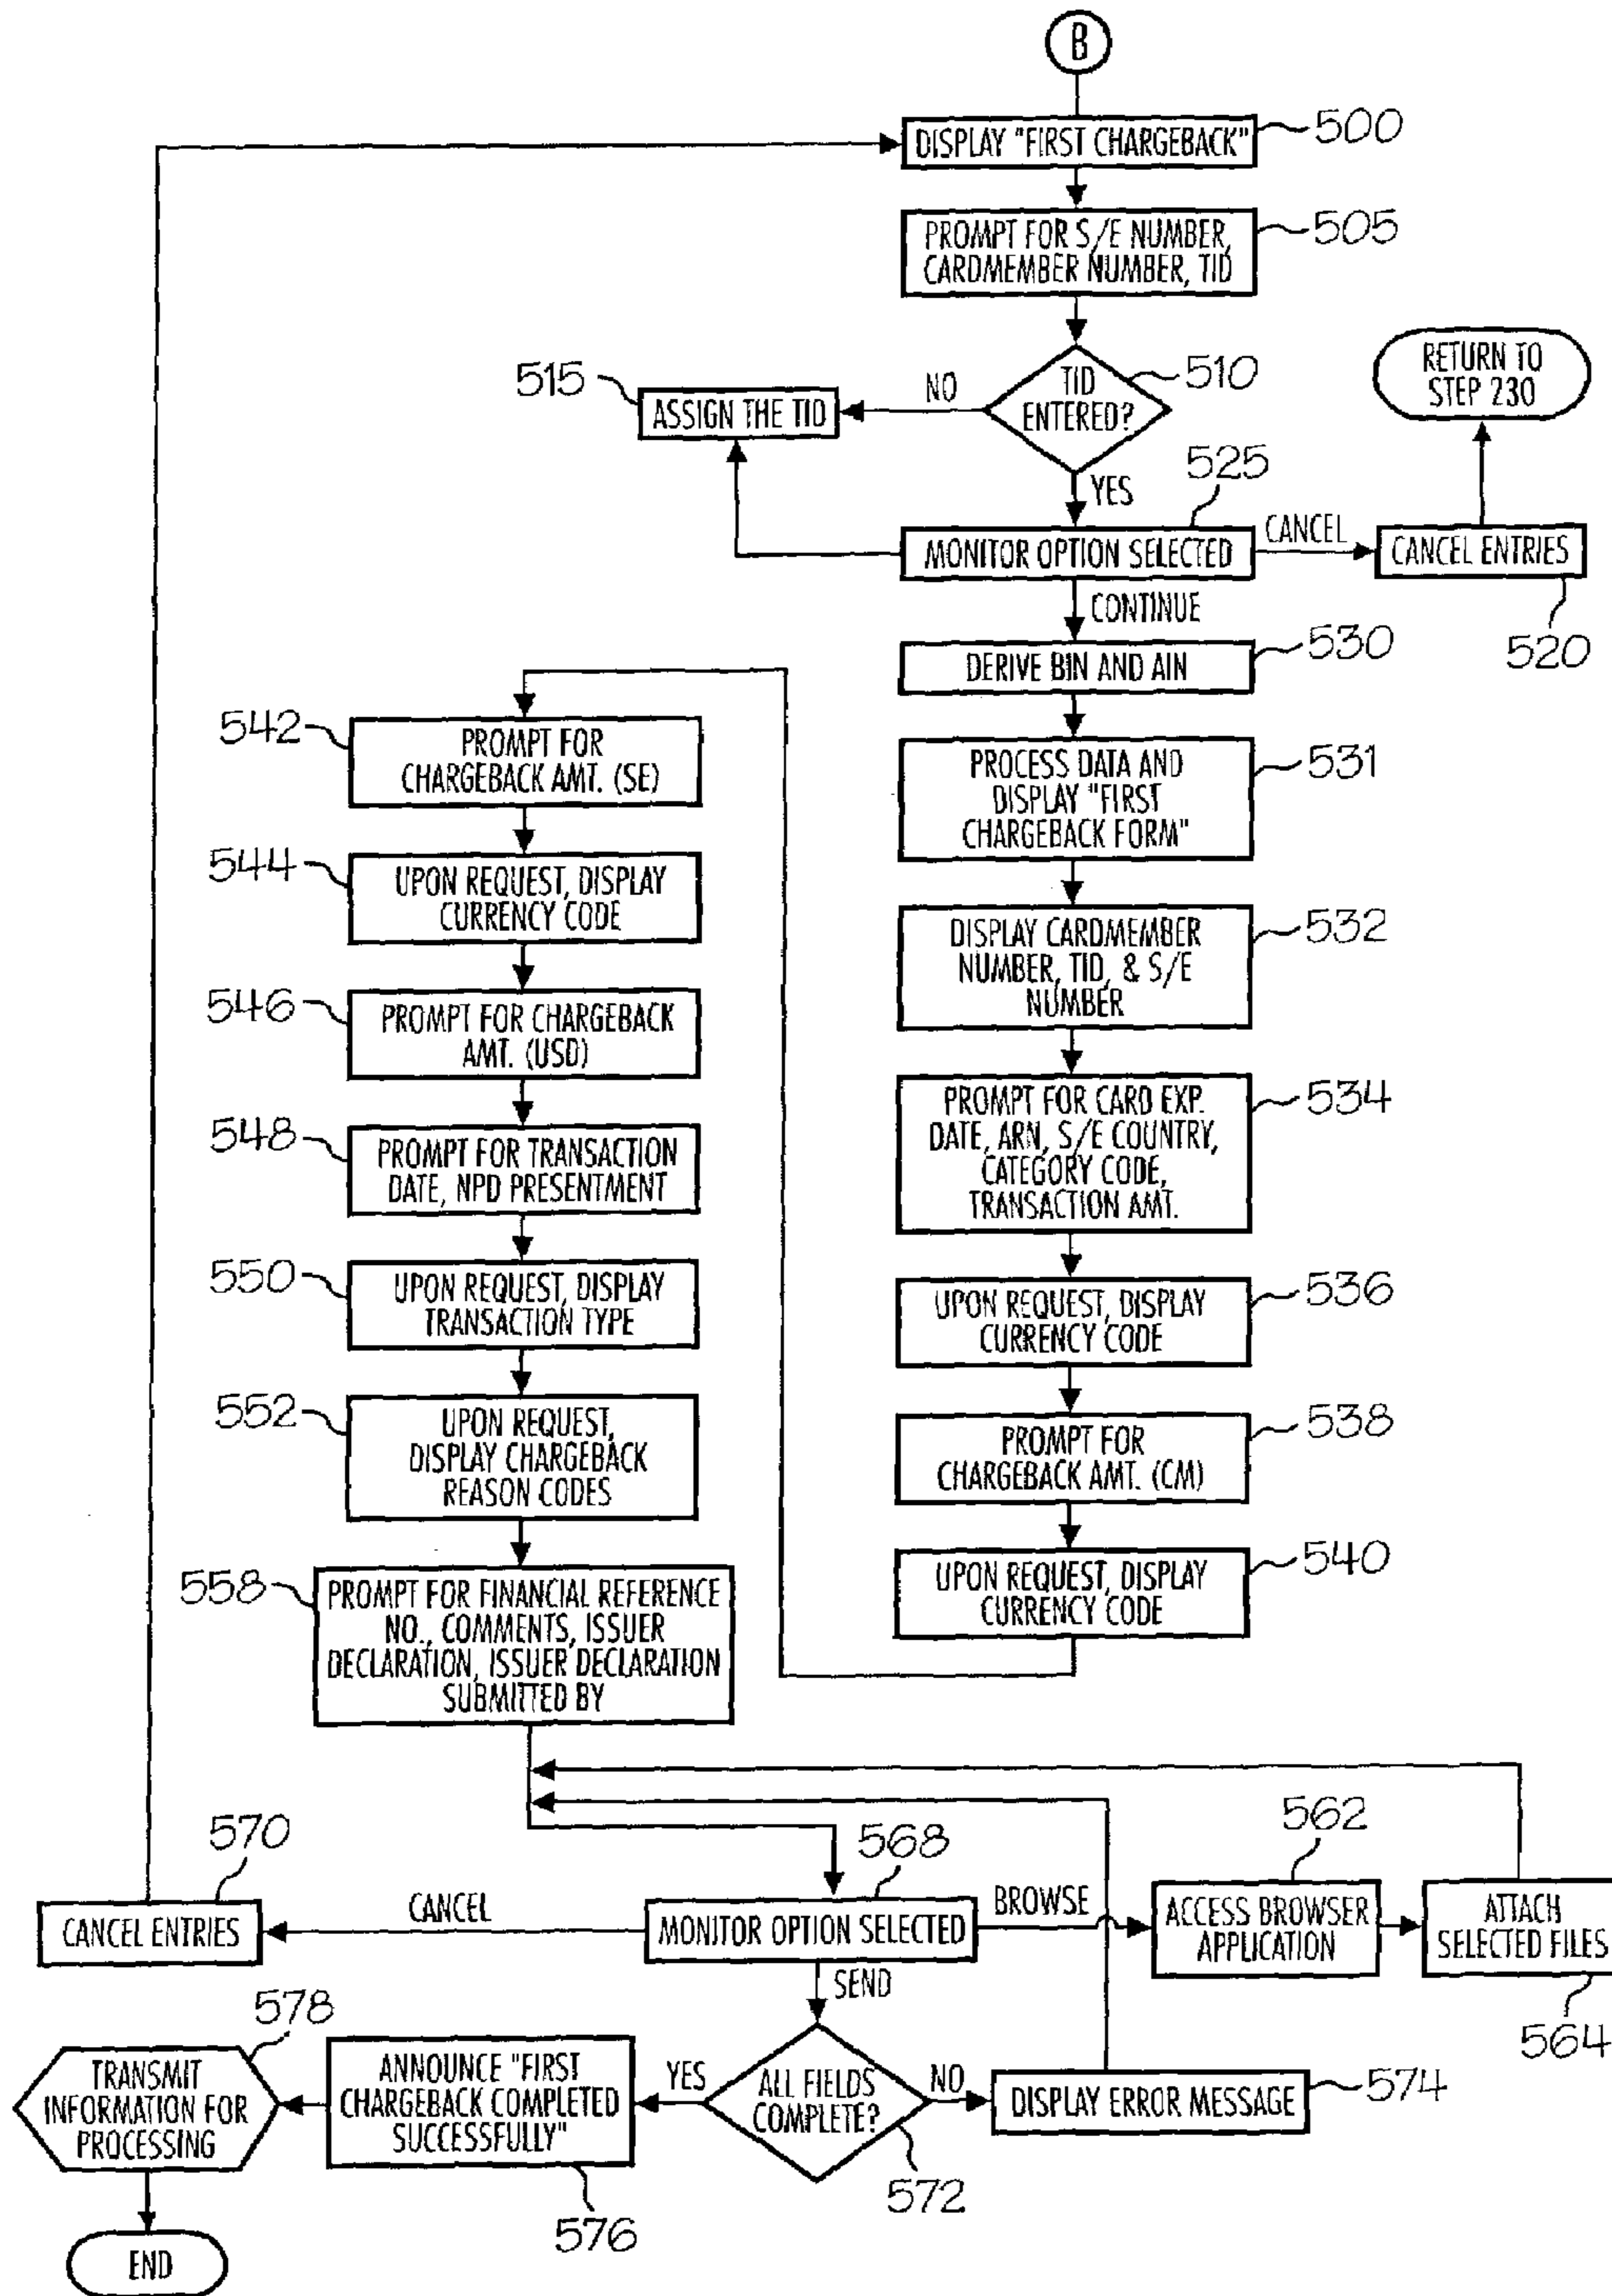 B
DISPLAY "FIRST CHARGEBACK"
500
PROMPT FOR S/E NUMBER,
CARDMEMBER NUMBER, TID
505
TID
ENTERED?
510
NO
515
ASSIGN THE TID
YES
RETURN TO
STEP 230
525
MONITOR OPTION SELECTED
CANCEL
CANCEL ENTRIES
520
CONTINUE
DERIVE BIN AND AIN
530
PROCESS DATA AND
DISPLAY "FIRST
CHARGEBACK FORM"
531
DISPLAY CARDMEMBER
NUMBER, TID, & S/E
NUMBER
532
PROMPT FOR CARD EXP.
DATE, ARN, S/E COUNTRY,
CATEGORY CODE,
TRANSACTION AMT.
534
UPON REQUEST, DISPLAY
CURRENCY CODE
536
PROMPT FOR
CHARGEBACK AMT. (CM)
538
UPON REQUEST, DISPLAY
CURRENCY CODE
540
542
PROMPT FOR
CHARGEBACK AMT. (SE)
544
UPON REQUEST, DISPLAY
CURRENCY CODE
546
PROMPT FOR CHARGEBACK
AMT. (USD)
548
PROMPT FOR TRANSACTION
DATE, NPD PRESENTMENT
550
UPON REQUEST, DISPLAY
TRANSACTION TYPE
552
UPON REQUEST,
DISPLAY CHARGEBACK
REASON CODES
558
PROMPT FOR FINANCIAL REFERENCE
NO., COMMENTS, ISSUER
DECLARATION, ISSUER DECLARATION
SUBMITTED BY
568
MONITOR OPTION SELECTED
CANCEL
570
CANCEL ENTRIES
BROWSE
562
ACCESS BROWSER
APPLICATION
ATTACH
SELECTED FILES
564
SEND
ALL FIELDS
COMPLETE?
572
NO
DISPLAY ERROR MESSAGE
574
YES
ANNOUNCE "FIRST
CHARGEBACK COMPLETED
SUCCESSFULLY"
576
578
TRANSMIT
INFORMATION FOR
PROCESSING
END